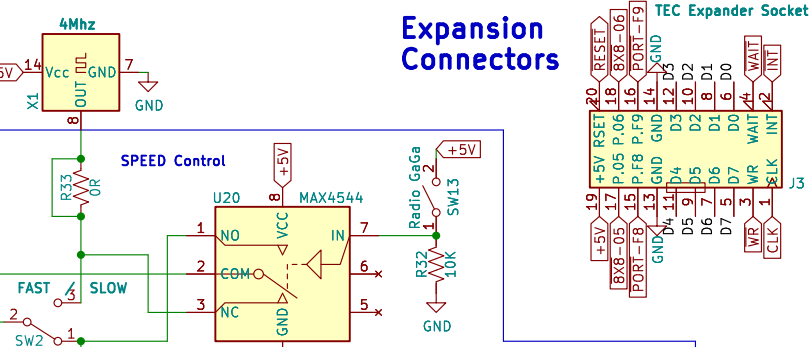 4Mhz
5V
14
Vcc
GND
7
OUT
X1
8
GND
Expansion
Connectors
TEC Expander Socket
RESET
8X8-06
PORT-F9
GND
D3
D2
D1
D0
WAIT
INT
20
18
16
14
12
10
8
6
4
2
RSET
P.06
P.F9
GND
D3
D2
D1
D0
WAIT
INT
+5V
P.05
P.F8
GND
D4
D5
D6
D7
WR
CLK
J3
19
17
15
13
11
9
7
5
3
1
+5V
8X8-05
PORT-F8
GND
D4
D5
D6
D7
WR
CLK
SPEED Control
R33
0R
+5V
8
U20
MAX4544
VCC
1
NO
IN
7
2
COM
6
3
NC
5
GND
+5V
Radio GaGa
2
SW13
1
R32
10K
GND
FAST / SLOW
3
2
SW2
1